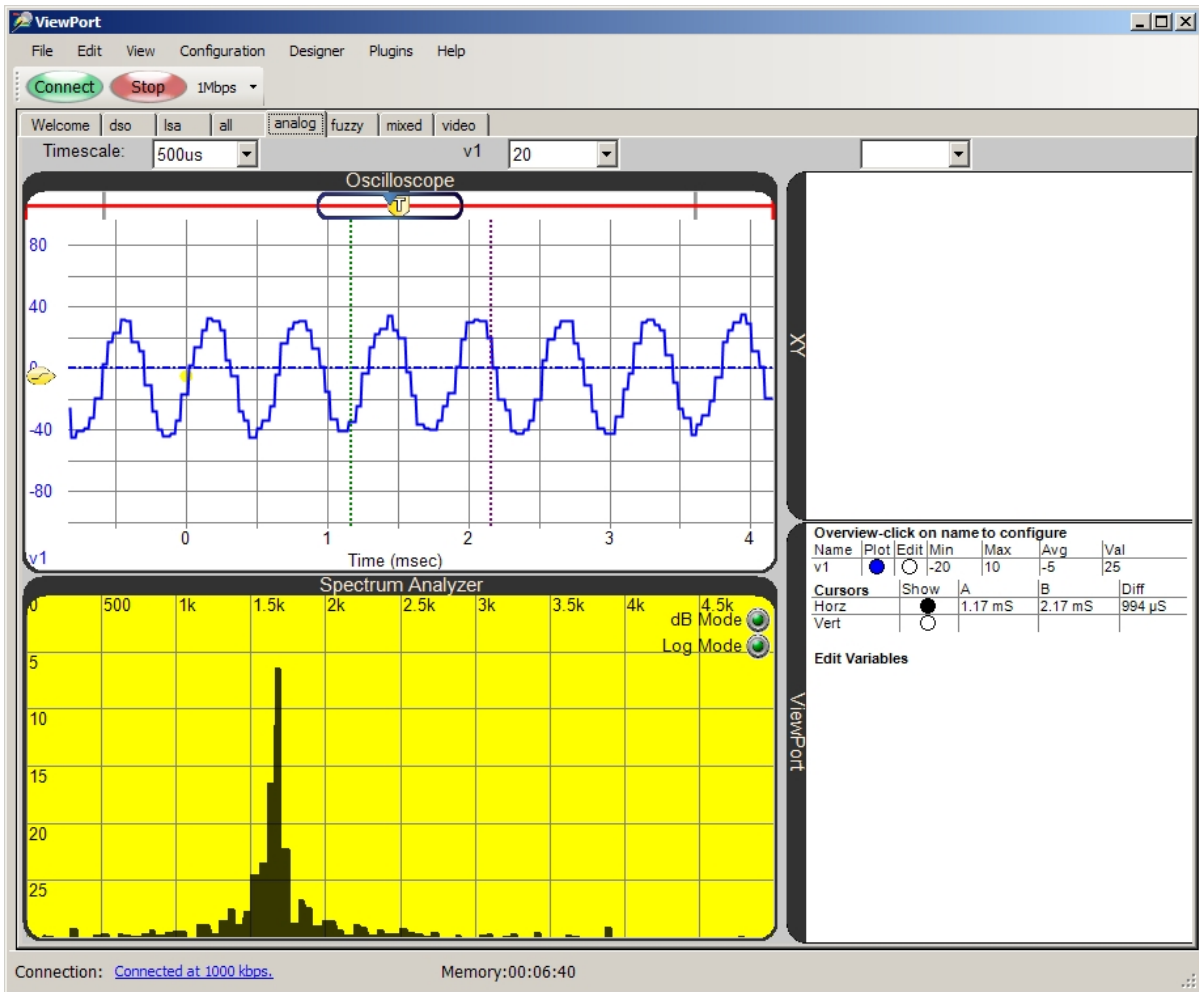 ViewPort
File Edit View Configuration Designer Plugins Help
Connect Stop 1Mbps
Welcome dso lsa all analog fuzzy mixed video
Timescale: 500us v1 20
Oscilloscope
T
80
40
0
-40
-80
0 1 2 3 4
v1 Time (msec)
XY
Spectrum Analyzer
0 500 1k 1.5k 2k 2.5k 3k 3.5k 4k 4.5k
dB Mode
Log Mode
5
10
15
20
25
ViewPort
Overview-click on name to configure
Name Plot Edit Min Max Avg Val
v1 -20 10 -5 25
Cursors Show A B Diff
Horz 1.17 mS 2.17 mS 994 µS
Vert
Edit Variables
Connection: Connected at 1000 kbps. Memory:00:06:40